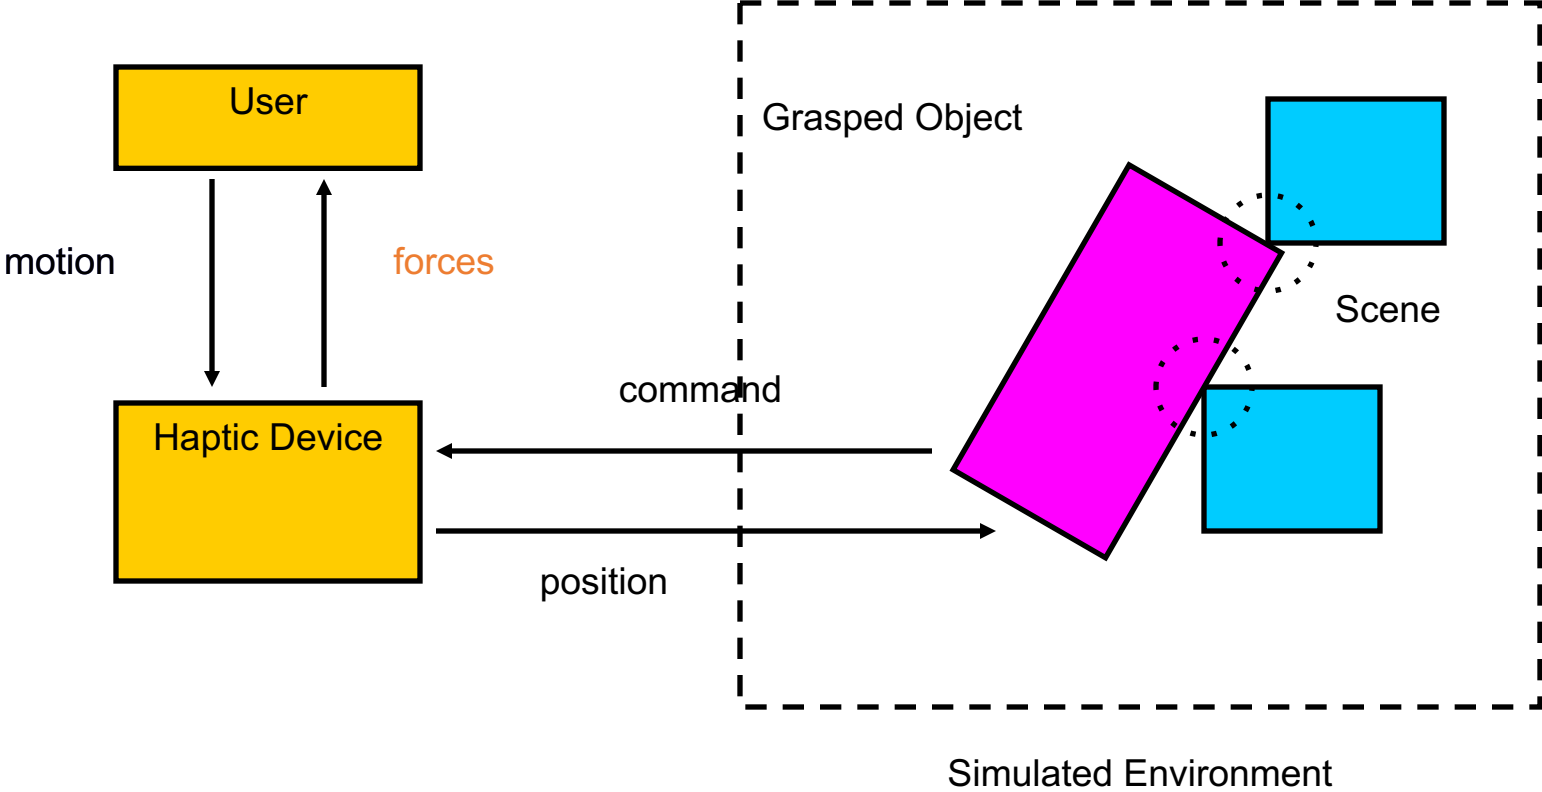 User
Grasped Object
motion
forces
Scene
command
Haptic Device
position
Simulated Environment